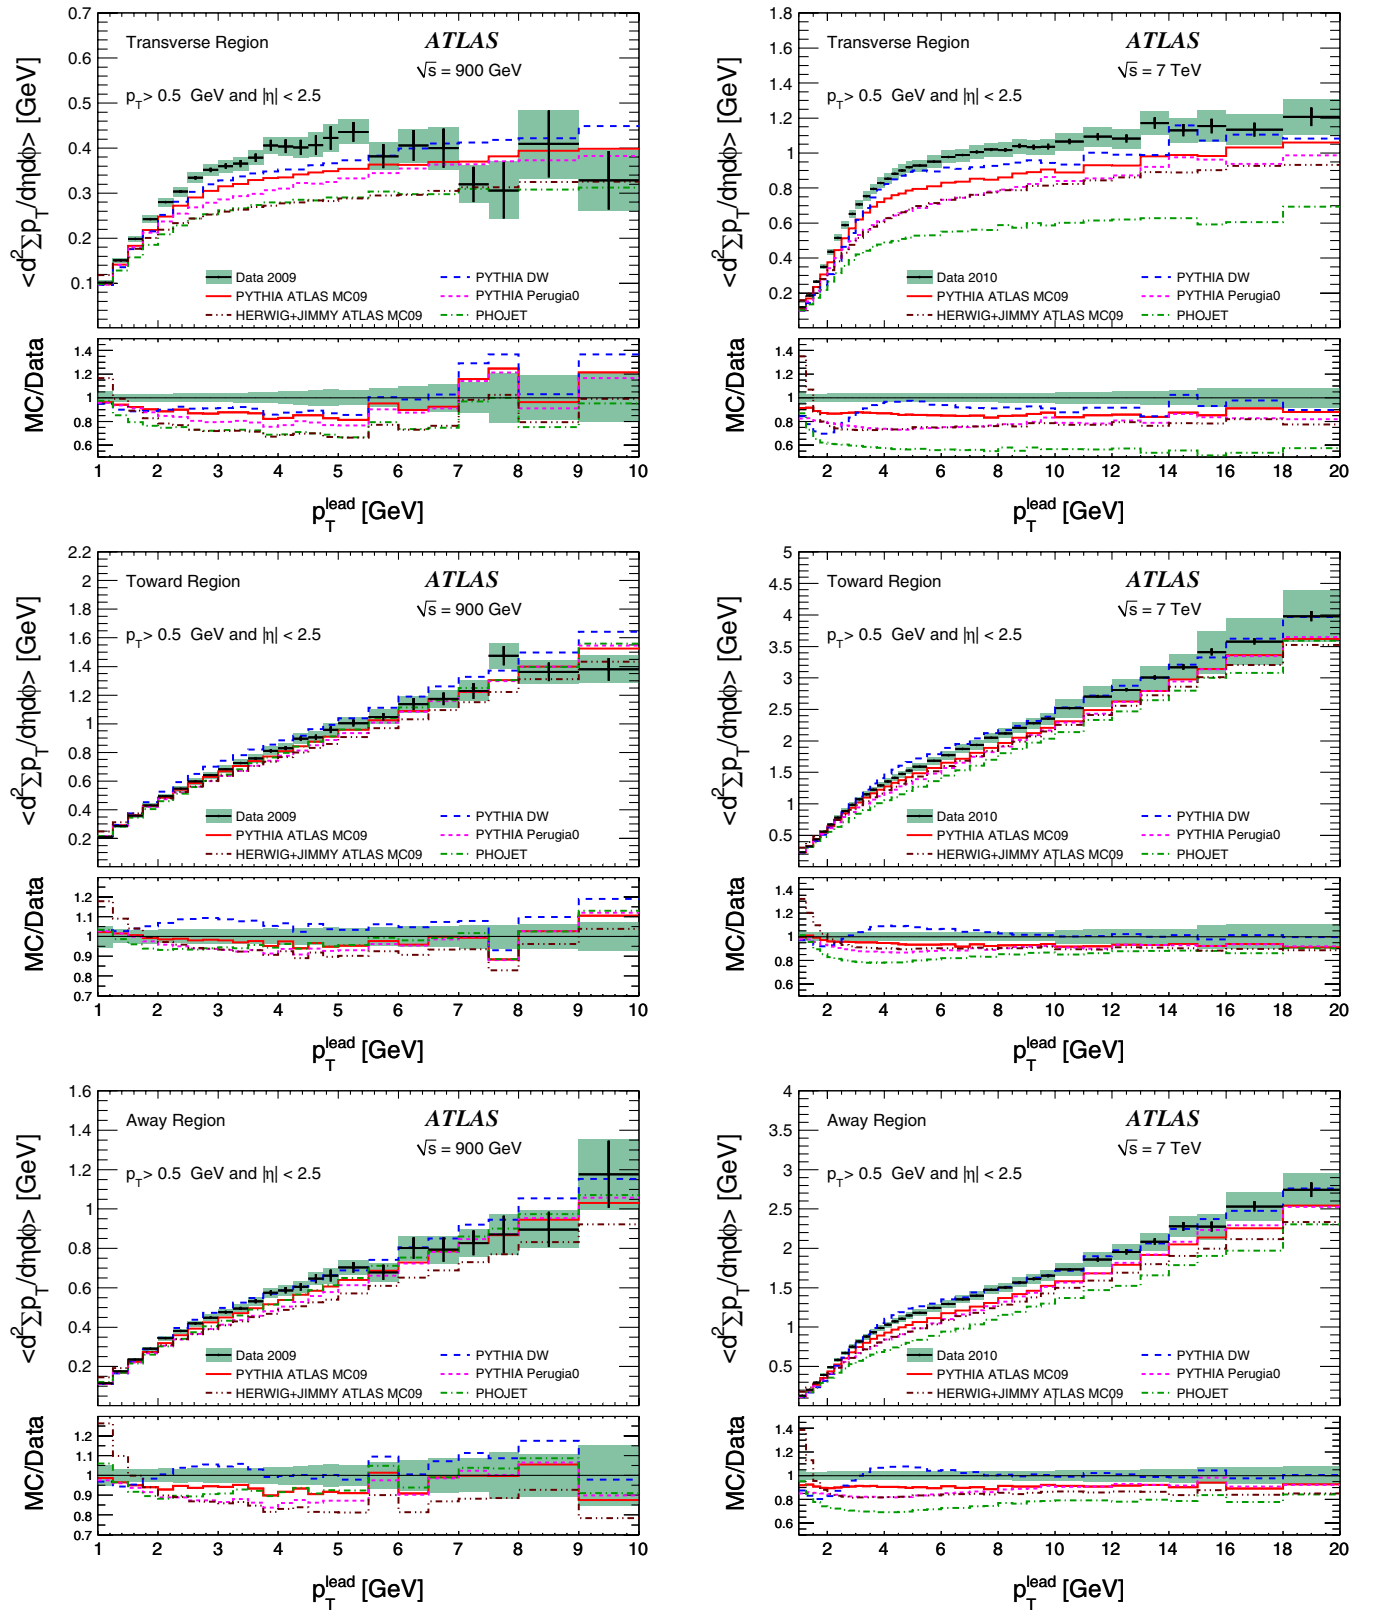 Transverse Region
ATLAS
√s = 900 GeV
p_T > 0.5 GeV and |η| < 2.5
<d²Σp_T/dηdϕ> [GeV]
0.7
0.6
0.5
0.4
0.3
0.2
0.1
Data 2009
PYTHIA ATLAS MC09
HERWIG+JIMMY ATLAS MC09
PYTHIA DW
PYTHIA Perugia0
PHOJET
MC/Data
1.4
1.2
1
0.8
0.6
1 2 3 4 5 6 7 8 9 10
p_T^lead [GeV]
Transverse Region
ATLAS
√s = 7 TeV
p_T > 0.5 GeV and |η| < 2.5
<d²Σp_T/dηdϕ> [GeV]
1.8
1.6
1.4
1.2
1
0.8
0.6
0.4
0.2
Data 2010
PYTHIA ATLAS MC09
HERWIG+JIMMY ATLAS MC09
PYTHIA DW
PYTHIA Perugia0
PHOJET
MC/Data
1.4
1.2
1
0.8
0.6
2 4 6 8 10 12 14 16 18 20
p_T^lead [GeV]
Toward Region
ATLAS
√s = 900 GeV
p_T > 0.5 GeV and |η| < 2.5
<d²Σp_T/dηdϕ> [GeV]
2.2
2
1.8
1.6
1.4
1.2
1
0.8
0.6
0.4
0.2
Data 2009
PYTHIA ATLAS MC09
HERWIG+JIMMY ATLAS MC09
PYTHIA DW
PYTHIA Perugia0
PHOJET
MC/Data
1.2
1.1
1
0.9
0.8
0.7
1 2 3 4 5 6 7 8 9 10
p_T^lead [GeV]
Toward Region
ATLAS
√s = 7 TeV
p_T > 0.5 GeV and |η| < 2.5
<d²Σp_T/dηdϕ> [GeV]
5
4.5
4
3.5
3
2.5
2
1.5
1
0.5
Data 2010
PYTHIA ATLAS MC09
HERWIG+JIMMY ATLAS MC09
PYTHIA DW
PYTHIA Perugia0
PHOJET
MC/Data
1.4
1.2
1
0.8
0.6
2 4 6 8 10 12 14 16 18 20
p_T^lead [GeV]
Away Region
ATLAS
√s = 900 GeV
p_T > 0.5 GeV and |η| < 2.5
<d²Σp_T/dηdϕ> [GeV]
1.6
1.4
1.2
1
0.8
0.6
0.4
0.2
Data 2009
PYTHIA ATLAS MC09
HERWIG+JIMMY ATLAS MC09
PYTHIA DW
PYTHIA Perugia0
PHOJET
MC/Data
1.2
1.1
1
0.9
0.8
0.7
1 2 3 4 5 6 7 8 9 10
p_T^lead [GeV]
Away Region
ATLAS
√s = 7 TeV
p_T > 0.5 GeV and |η| < 2.5
<d²Σp_T/dηdϕ> [GeV]
4
3.5
3
2.5
2
1.5
1
0.5
Data 2010
PYTHIA ATLAS MC09
HERWIG+JIMMY ATLAS MC09
PYTHIA DW
PYTHIA Perugia0
PHOJET
MC/Data
1.4
1.2
1
0.8
0.6
2 4 6 8 10 12 14 16 18 20
p_T^lead [GeV]